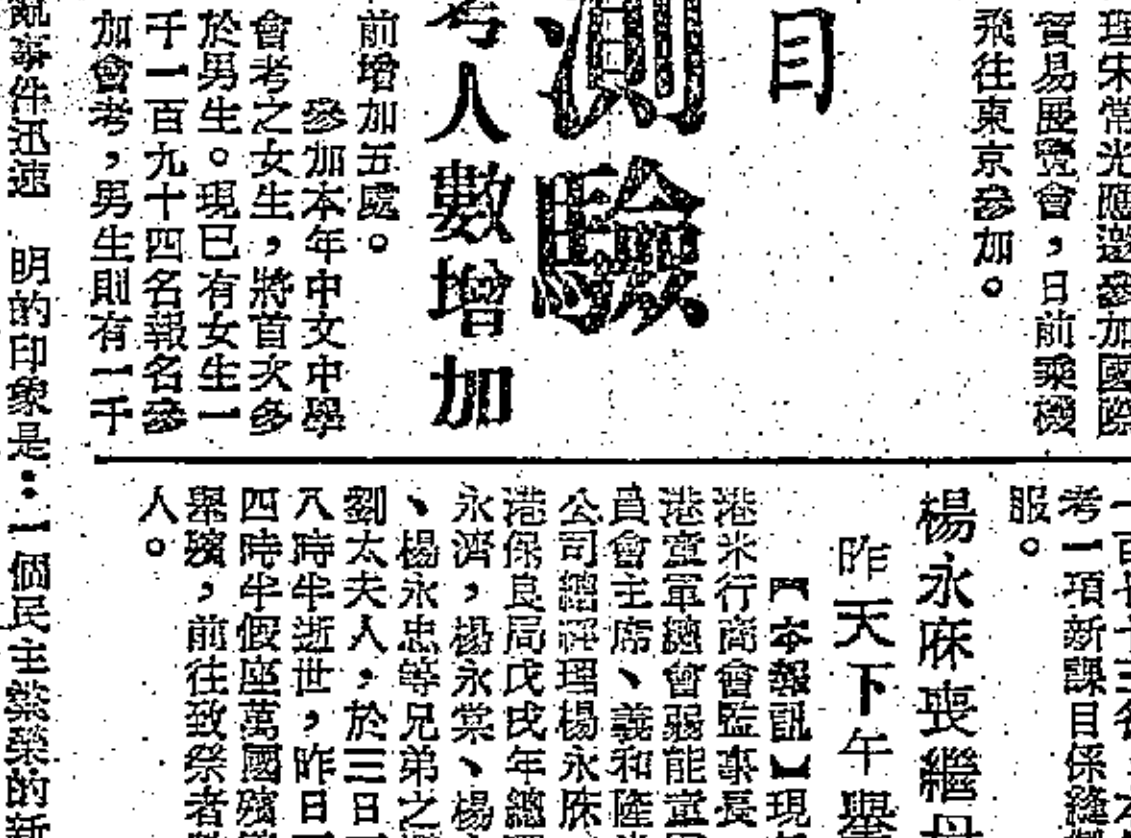 理宋常光應邀參加國際
貿易展覽會，日前乘機
飛往東京參加。
目
測驗
考人數增加
前增加五處。
參加本年中文中學
會考之女生，將首次多
於男生。現已有女生一
千一百九十四名報名參
加會考，男生則有一千
考一項新課目係縫
服。
楊永庥喪繼母
昨天下午舉
【本報訊】現
港米行商會監事長
港童軍總會弱能童
員會主席、義和隆
公司總經理楊永庥
港保良局戊戌年總
永濟，楊永棠、楊
、楊永忠等兄弟之
劉太夫人，於三日
八時半逝世，昨日
四時半假座萬國殯
舉殯，前往致祭者
人。
亂事件迅速
明的印象是：一個民主繁榮的新